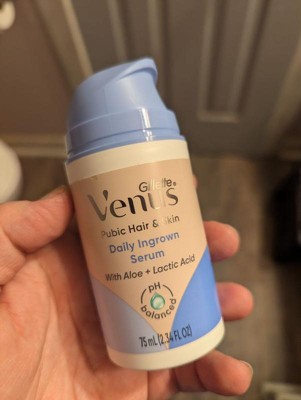 Gillette®
Venus
Pubic Hair & Skin
Daily Ingrown
Serum
With Aloe + Lactic Acid
pH
balanced
75 mL (2.34 FL OZ)